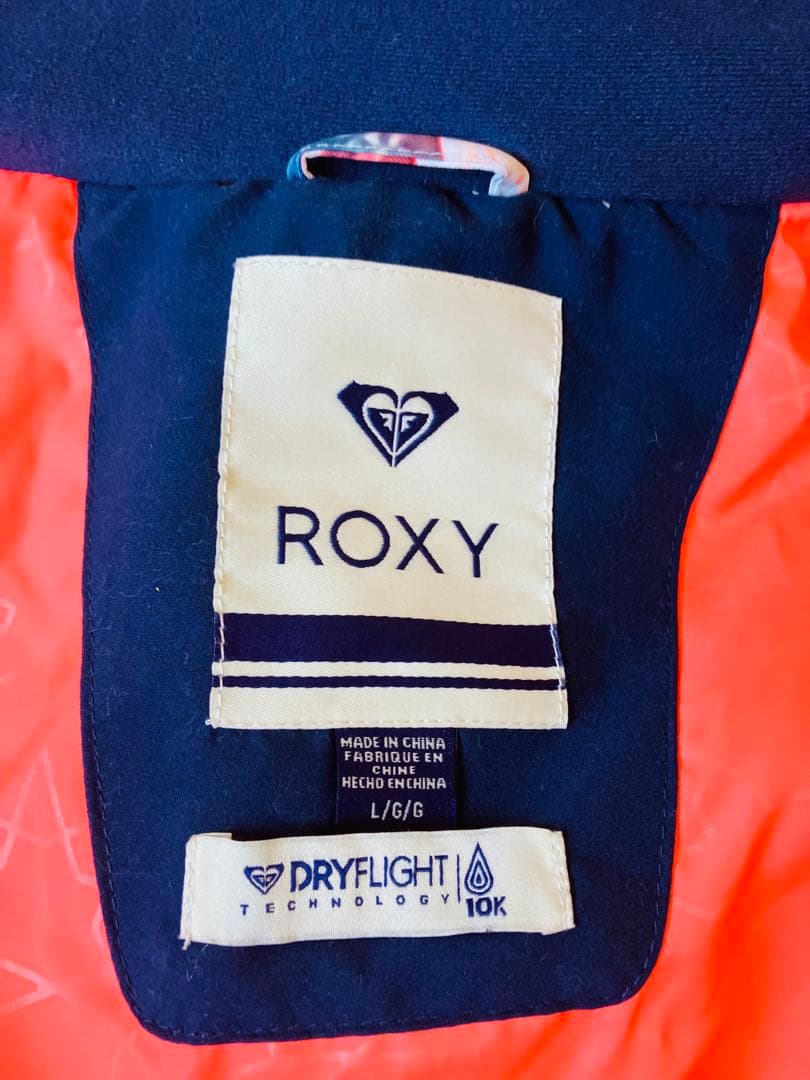 ROXY
MADE IN CHINA
FABRIQUE EN
CHINE
HECHO EN CHINA
L/G/G
DRYFLIGHT
TECHNOLOGY
10K